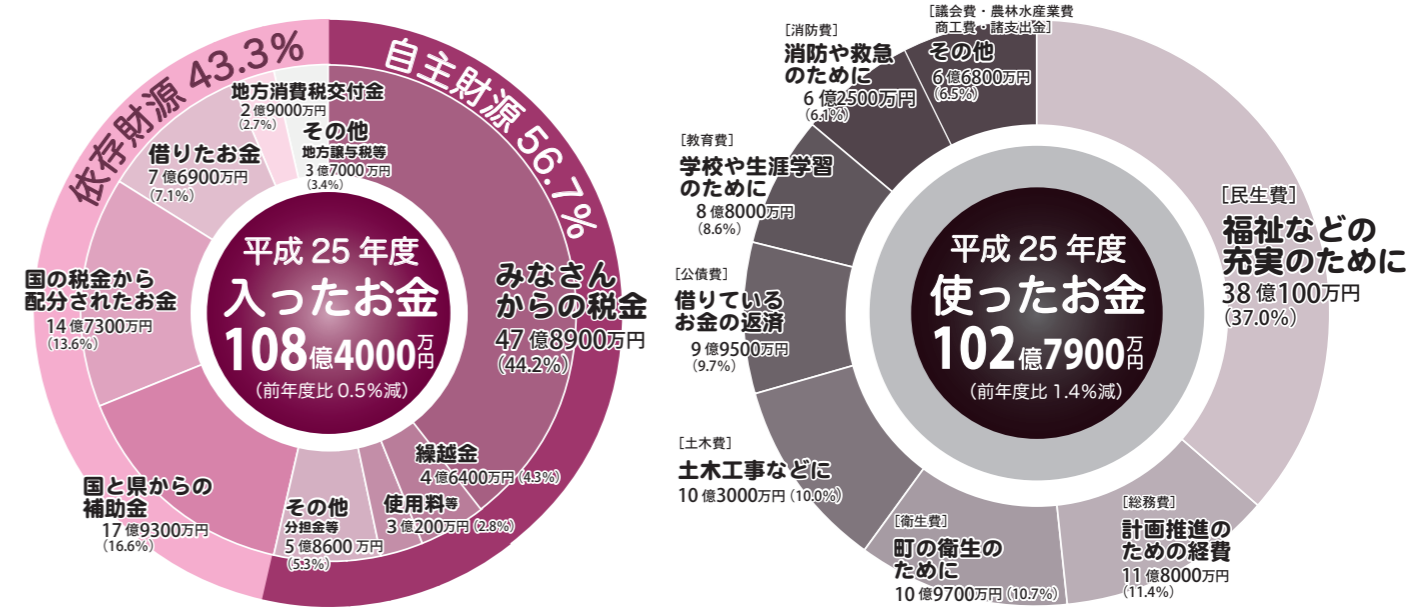 依存財源 43.3%
自主財源 56.7%
地方消費税交付金
2億9000万円
(2.7%)
その他
地方譲与税等
3億7000万円
(3.4%)
借りたお金
7億6900万円
(7.1%)
国の税金から
配分されたお金
14億7300万円
(13.6%)
国と県からの
補助金
17億9300万円
(16.6%)
その他
分担金等
5億8600万円
(5.3%)
使用料等
3億200万円(2.8%)
繰越金
4億6400万円(4.3%)
みなさん
からの税金
47億8900万円
(44.2%)
平成25年度
入ったお金
108億4000万円
(前年度比0.5%減)
[議会費・農林水産業費
商工費・諸支出金]
その他
6億6800万円
(6.5%)
[消防費]
消防や救急
のために
6億2500万円
(6.1%)
[教育費]
学校や生涯学習
のために
8億8000万円
(8.6%)
[公債費]
借りている
お金の返済
9億9500万円
(9.7%)
[土木費]
土木工事などに
10億3000万円(10.0%)
[衛生費]
町の衛生の
ために
10億9700万円(10.7%)
[総務費]
計画推進の
ための経費
11億8000万円
(11.4%)
[民生費]
福祉などの
充実のために
38億100万円
(37.0%)
平成25年度
使ったお金
102億7900万円
(前年度比1.4%減)